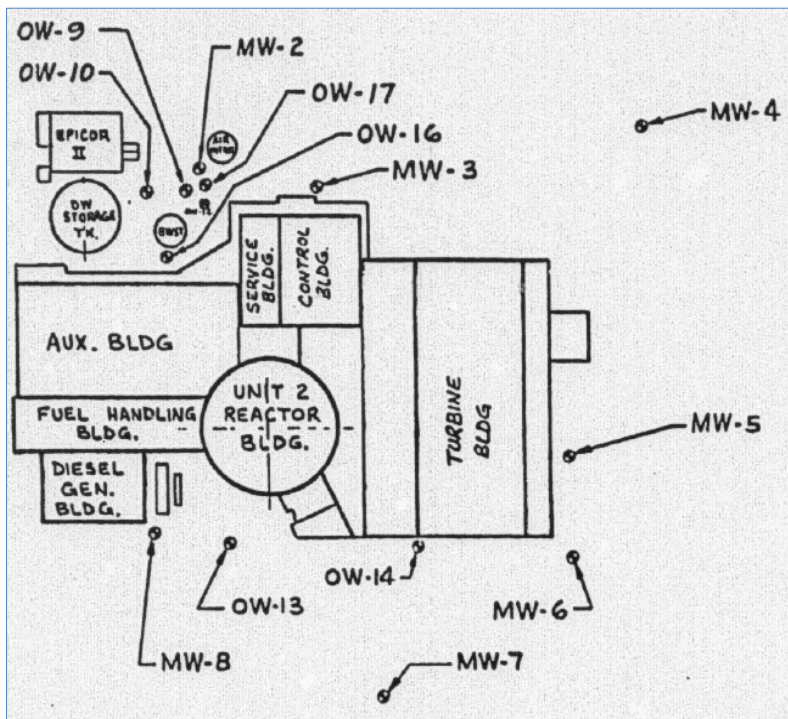 OW-9
MW-2
OW-10
OW-17
OW-16
MW-4
EPICOR
II
AIR
MW-3
DW
STORAGE
TK.
BWST
SERVICE
BLDG.
CONTROL
BLDG.
AUX. BLDG
UNIT 2
REACTOR
BLDG.
FUEL HANDLING
BLDG.
TURBINE
BLDG
MW-5
DIESEL
GEN.
BLDG.
OW-14
OW-13
MW-6
MW-8
MW-7